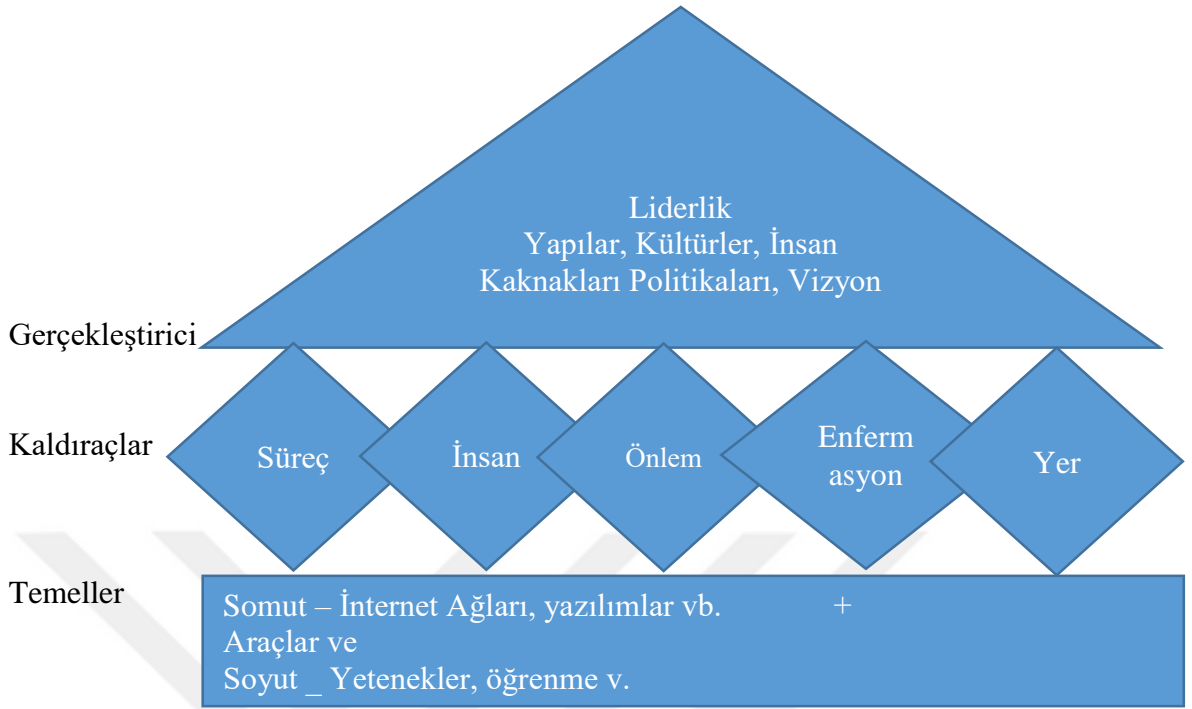 Liderlik
Yapılar, Kültürler, İnsan
Kaknakları Politikaları, Vizyon
Gerçekleştirici
Kaldıraçlar
Süreç
İnsan
Önlem
Enferm
asyon
Yer
Temeller
Somut – İnternet Ağları, yazılımlar vb. +
Araçlar ve
Soyut _ Yetenekler, öğrenme v.